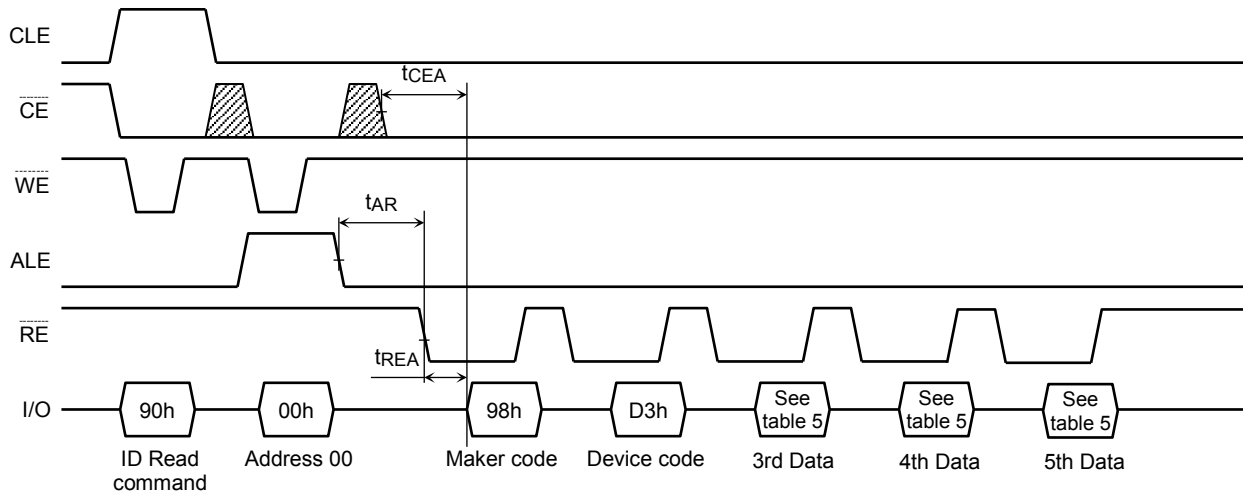 CLE
tCEA
CE
WE
tAR
ALE
RE
tREA
I/O
90h
00h
98h
D3h
See
table 5
See
table 5
See
table 5
ID Read
command
Address 00
Maker code
Device code
3rd Data
4th Data
5th Data